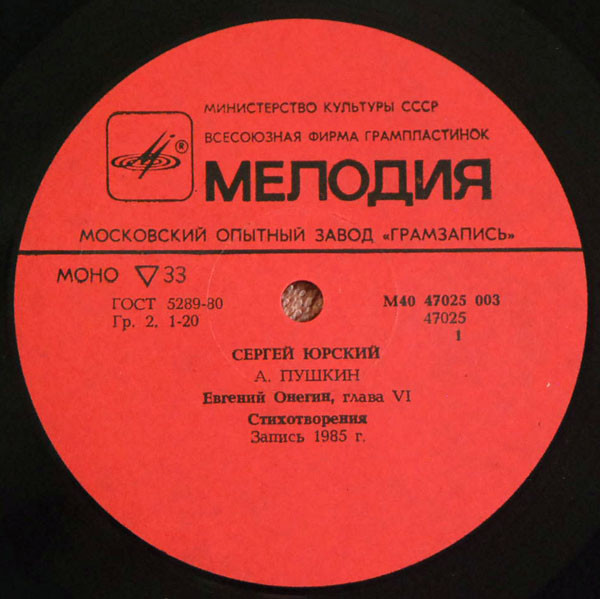 МИНИСТЕРСТВО КУЛЬТУРЫ СССР
ВСЕСОЮЗНАЯ ФИРМА ГРАМПЛАСТИНОК
®
МЕЛОДИЯ
МОСКОВСКИЙ ОПЫТНЫЙ ЗАВОД «ГРАМЗАПИСЬ»
МОНО ▽ 33
ГОСТ 5289-80
Гр. 2, 1-20
М40 47025 003
47025
1
СЕРГЕЙ ЮРСКИЙ
А. ПУШКИН
Евгений Онегин, глава VI
Стихотворения
Запись 1985 г.